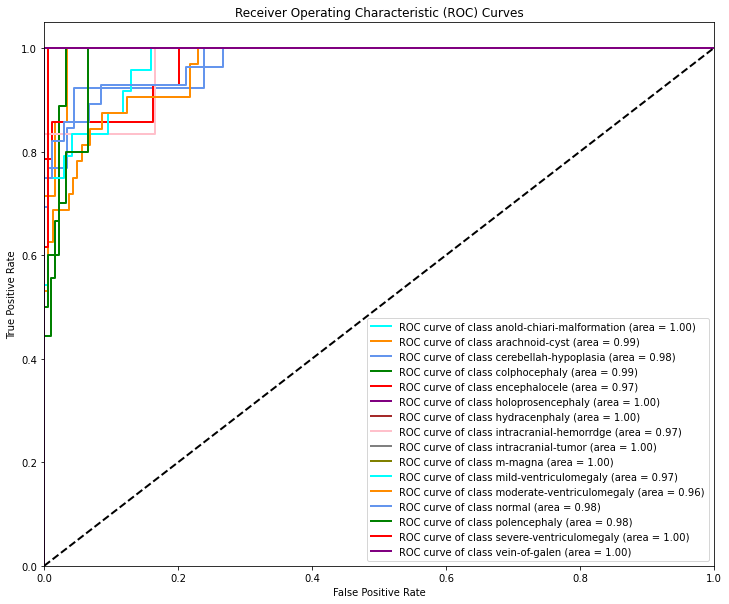 Receiver Operating Characteristic (ROC) Curves
True Positive Rate
1.0
0.8
0.6
0.4
0.2
0.0
ROC curve of class anold-chiari-malformation (area = 1.00)
ROC curve of class arachnoid-cyst (area = 0.99)
ROC curve of class cerebellah-hypoplasia (area = 0.98)
ROC curve of class colphocephaly (area = 0.99)
ROC curve of class encephalocele (area = 0.97)
ROC curve of class holoprosencephaly (area = 1.00)
ROC curve of class hydracenphaly (area = 1.00)
ROC curve of class intracranial-hemorrdge (area = 0.97)
ROC curve of class intracranial-tumor (area = 1.00)
ROC curve of class m-magna (area = 1.00)
ROC curve of class mild-ventriculomegaly (area = 0.97)
ROC curve of class moderate-ventriculomegaly (area = 0.96)
ROC curve of class normal (area = 0.98)
ROC curve of class polencephaly (area = 0.98)
ROC curve of class severe-ventriculomegaly (area = 1.00)
ROC curve of class vein-of-galen (area = 1.00)
0.0 0.2 0.4 0.6 0.8 1.0
False Positive Rate